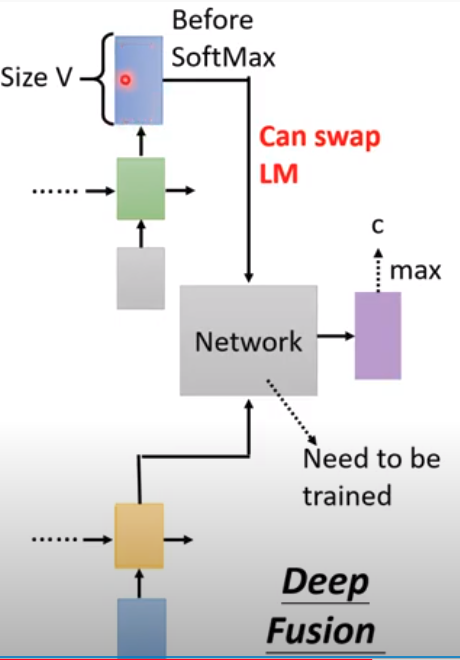 Before
SoftMax
Size V
Can swap
LM
c
max
Network
Need to be
trained
Deep
Fusion